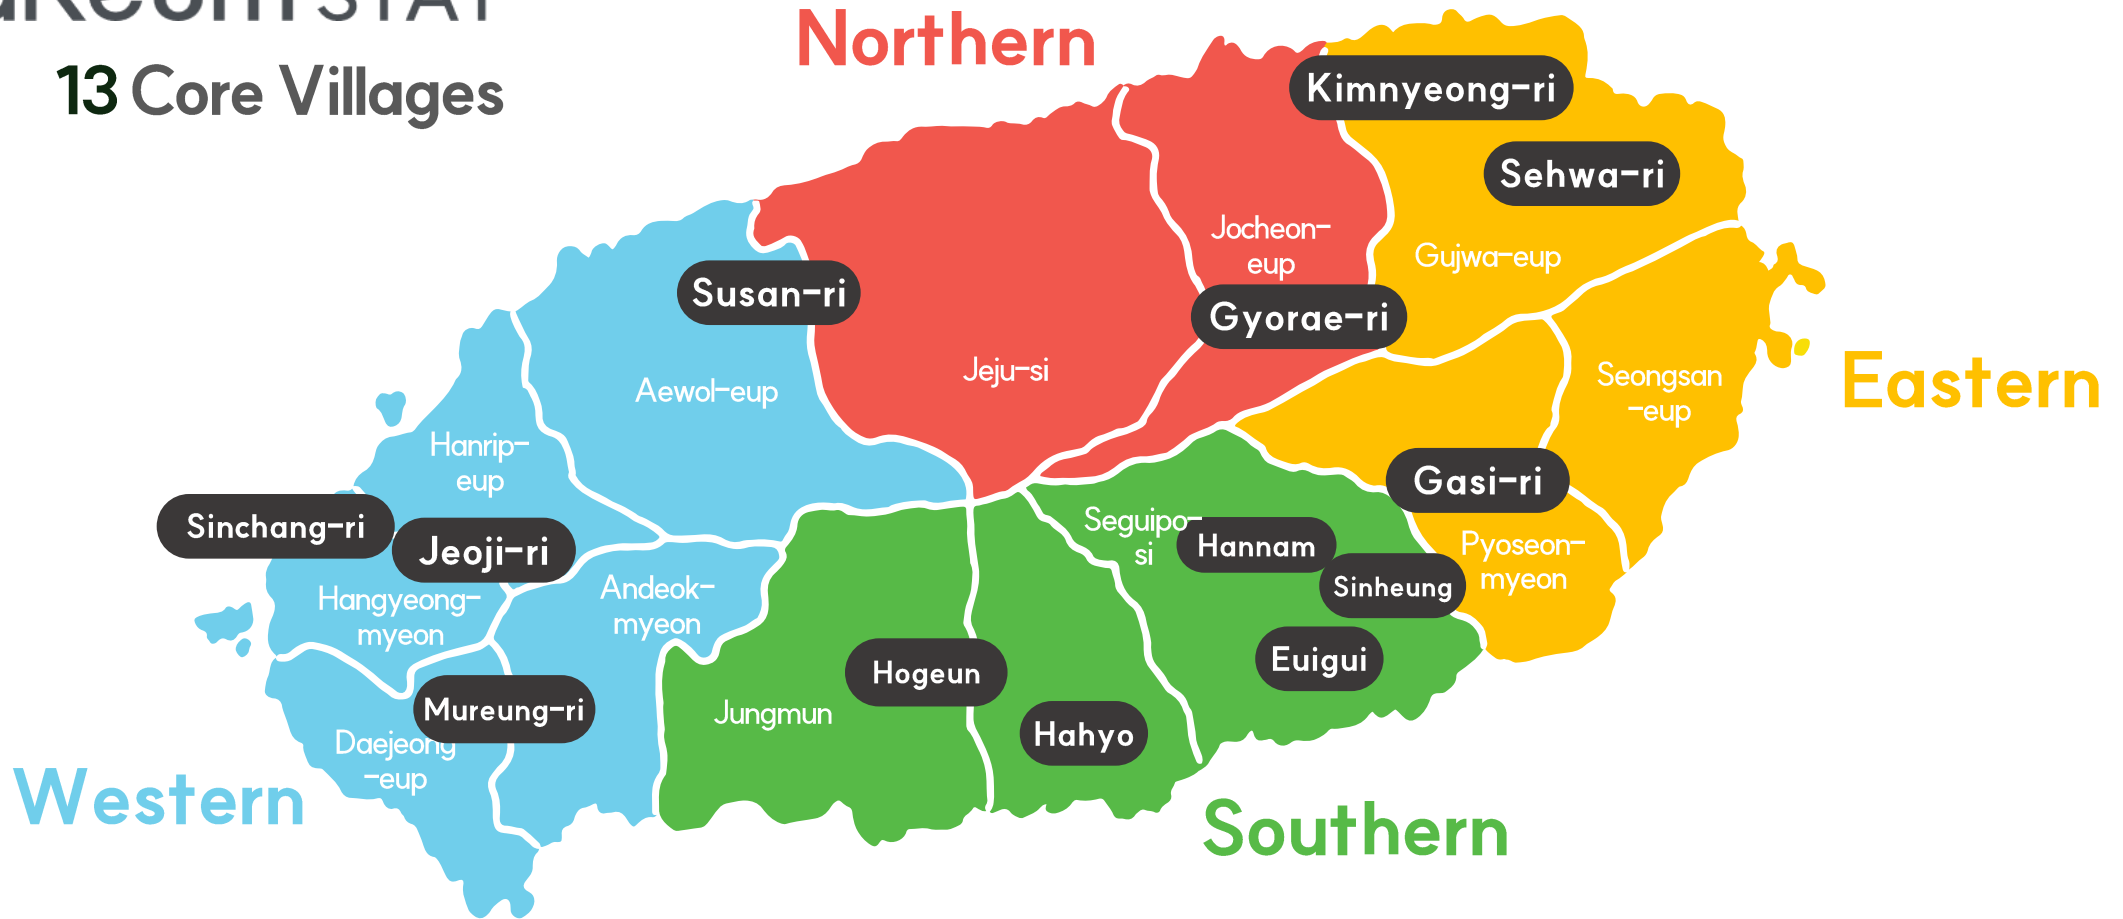 STAY
13 Core Villages
Northern
Kimnyeong-ri
Sehwa-ri
Jocheon-
eup
Gujwa-eup
Susan-ri
Gyorae-ri
Jeju-si
Aewol-eup
Seongsan
-eup
Eastern
Hanrip-
eup
Gasi-ri
Sinchang-ri
Jeoji-ri
Seguipo-
si
Hannam
Pyoseon-
myeon
Sinheung
Hangyeong-
myeon
Andeok-
myeon
Euigui
Hogeun
Mureung-ri
Jungmun
Hahyo
Daejeong
-eup
Western
Southern